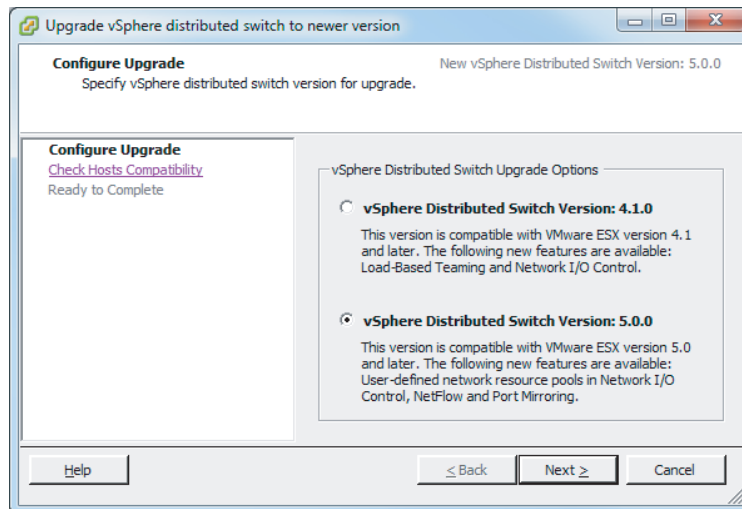 Upgrade vSphere distributed switch to newer version
Configure Upgrade
New vSphere Distributed Switch Version: 5.0.0
Specify vSphere distributed switch version for upgrade.
Configure Upgrade
Check Hosts Compatibility
Ready to Complete
vSphere Distributed Switch Upgrade Options
vSphere Distributed Switch Version: 4.1.0
This version is compatible with VMware ESX version 4.1
and later. The following new features are available:
Load-Based Teaming and Network I/O Control.
vSphere Distributed Switch Version: 5.0.0
This version is compatible with VMware ESX version 5.0
and later. The following new features are available:
User-defined network resource pools in Network I/O
Control, NetFlow and Port Mirroring.
Help
< Back
Next >
Cancel